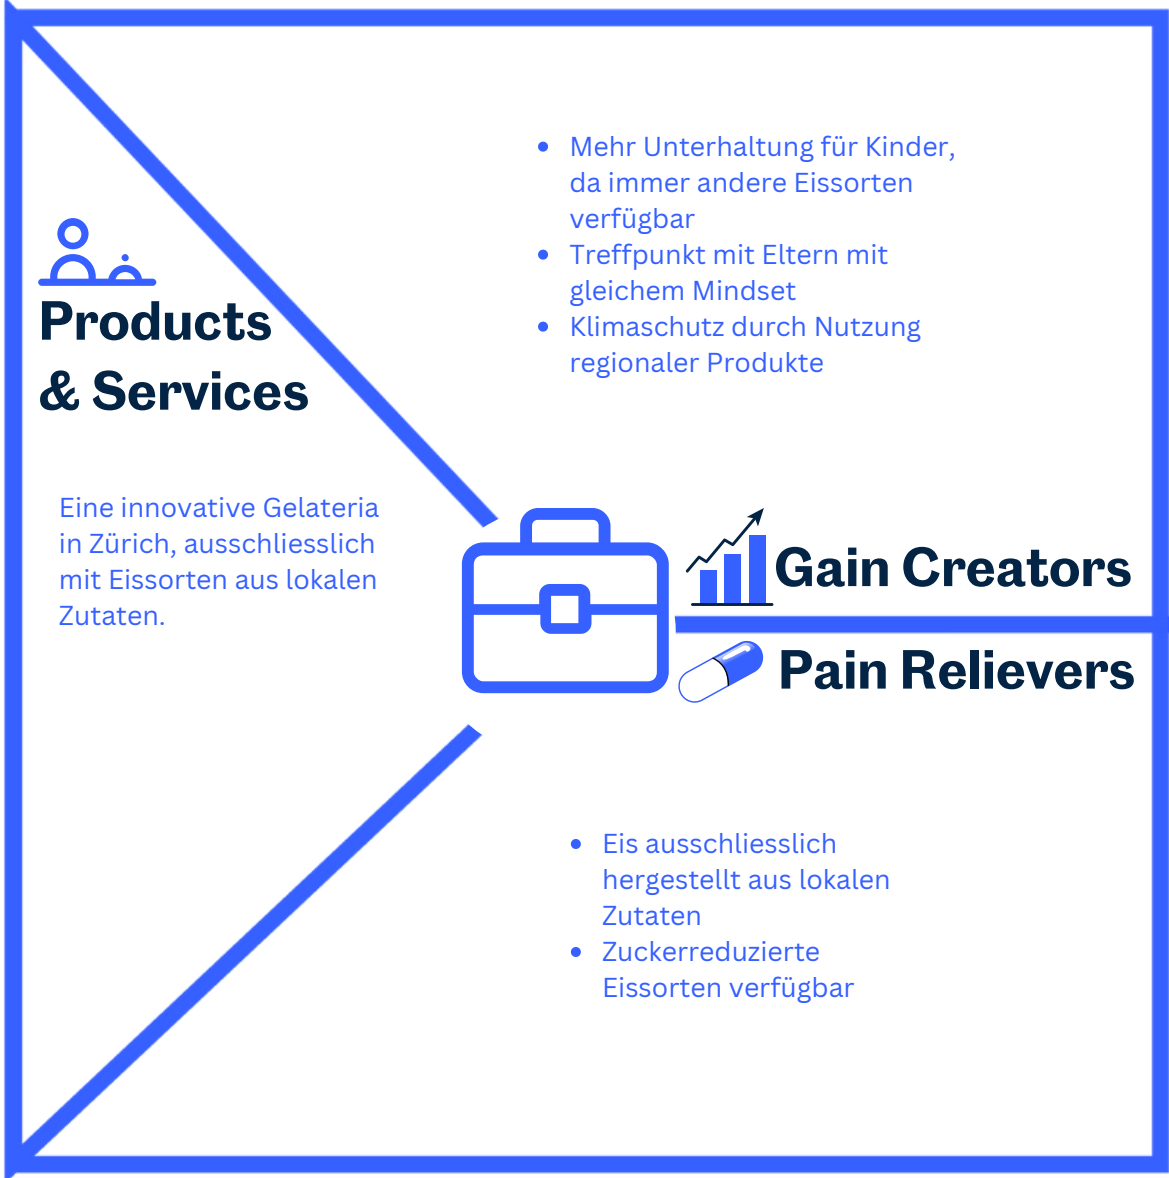 Mehr Unterhaltung für Kinder,
da immer andere Eissorten
verfügbar
Treffpunkt mit Eltern mit
gleichem Mindset
Klimaschutz durch Nutzung
regionaler Produkte
Products
& Services
Eine innovative Gelateria
in Zürich, ausschliesslich
mit Eissorten aus lokalen
Zutaten.
Gain Creators
Pain Relievers
Eis ausschliesslich
hergestellt aus lokalen
Zutaten
Zuckerreduzierte
Eissorten verfügbar